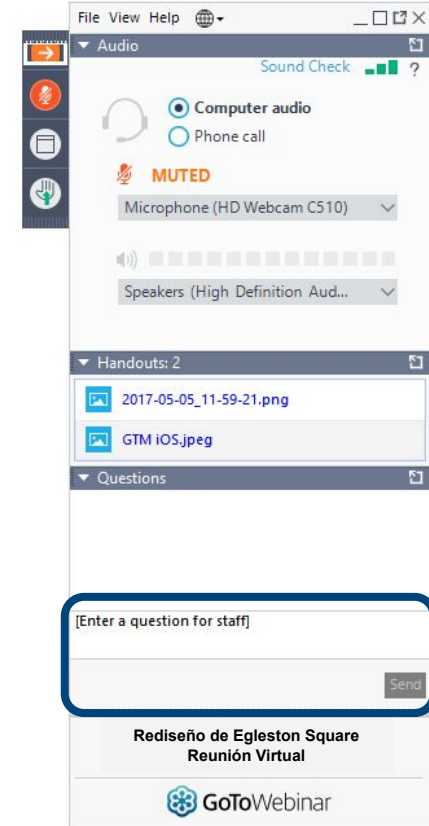 File View Help
Audio
Sound Check ?
Computer audio
Phone call
MUTED
Microphone (HD Webcam C510)
Speakers (High Definition Aud...
Handouts: 2
2017-05-05_11-59-21.png
GTM iOS.jpeg
Questions
[Enter a question for staff]
Send
Rediseño de Egleston Square
Reunión Virtual
GoToWebinar